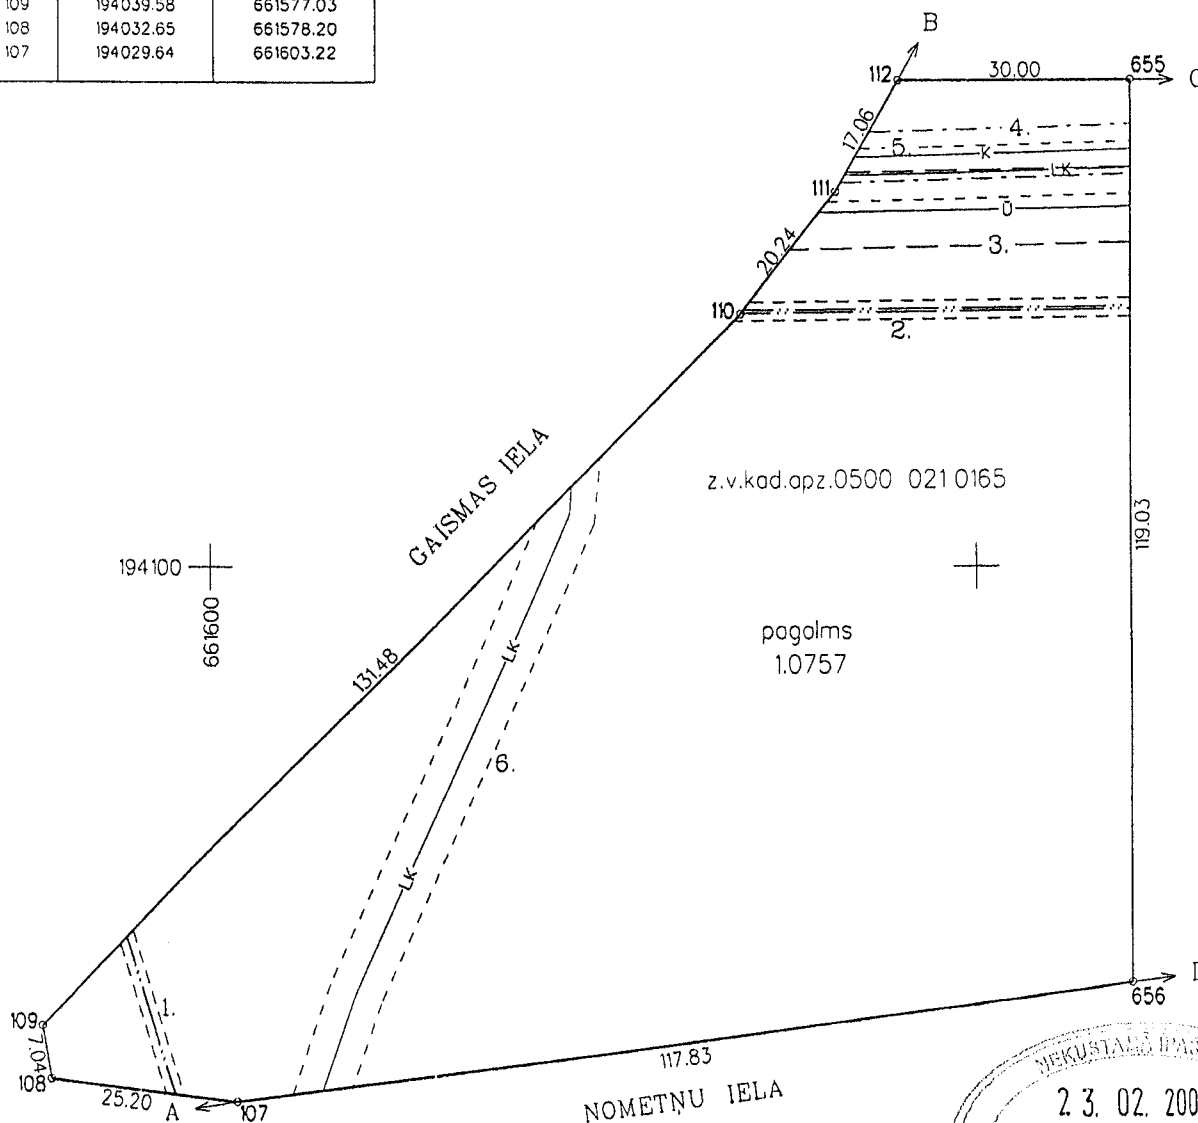 109 194039.58 661577.03
108 194032.65 661578.20
107 194029.64 661603.22
B
112
30.00
655
17.06
4.
5.
K
LK
111
Ū
20.24
3.
110
2.
GAISMAS IELA
z.v.kad.apz.0500 021 0165
119.03
194100
661600
pagalms
1.0757
131.48
LK
6.
LK
1.
109
7.04
108
25.20
A
107
117.83
656
NOMETŅU IELA
2 3. 02. 200